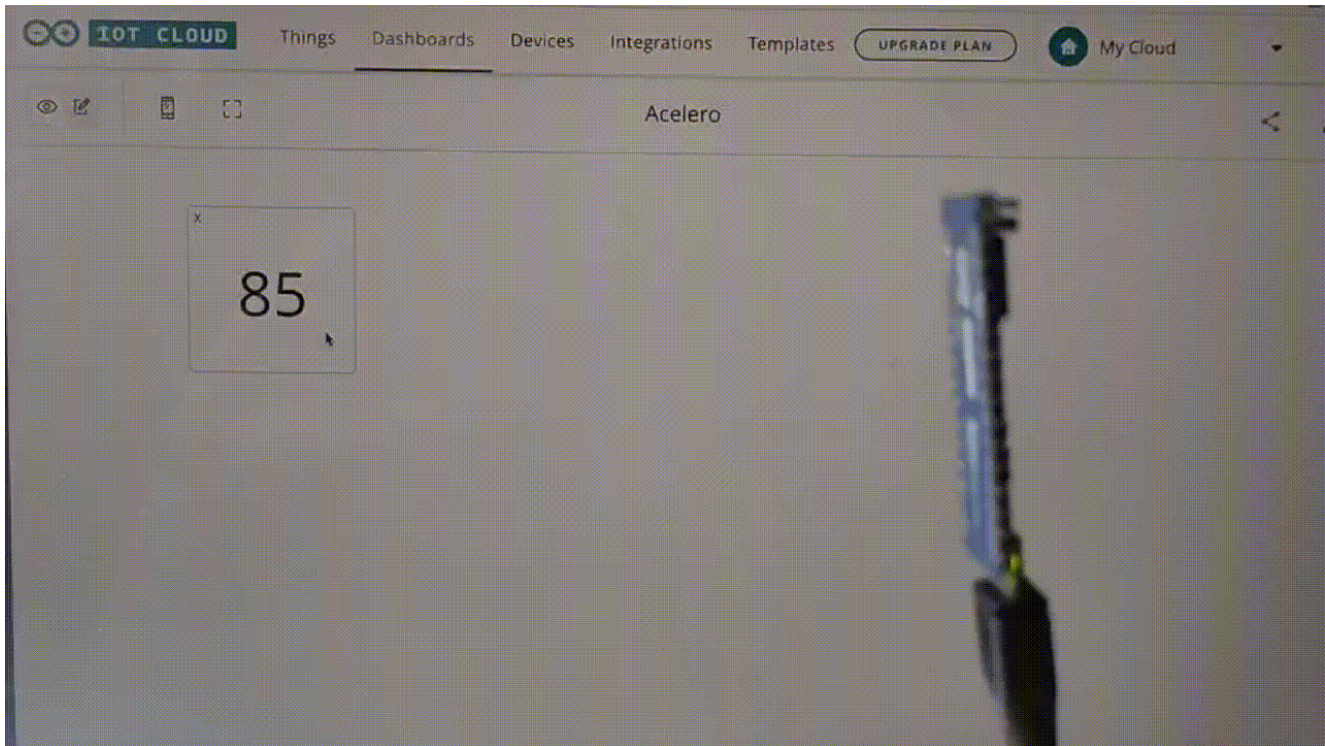 IOT CLOUD Things Dashboards Devices Integrations Templates UPGRADE PLAN My Cloud
Acelero
X
85